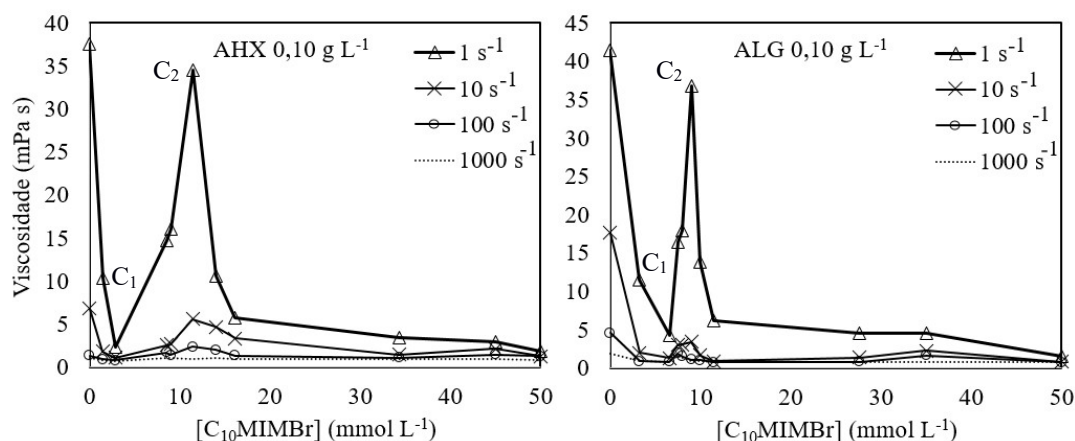 AHX 0,10 g L⁻¹
1 s⁻¹
10 s⁻¹
100 s⁻¹
1000 s⁻¹
C₂
C₁
40
35
30
25
20
15
10
5
0
Viscosidade (mPa s)
0 10 20 30 40 50
[C₁₀MIMBr] (mmol L⁻¹)
ALG 0,10 g L⁻¹
1 s⁻¹
10 s⁻¹
100 s⁻¹
1000 s⁻¹
C₂
C₁
45
40
35
30
25
20
15
10
5
0
0 10 20 30 40 50
[C₁₀MIMBr] (mmol L⁻¹)